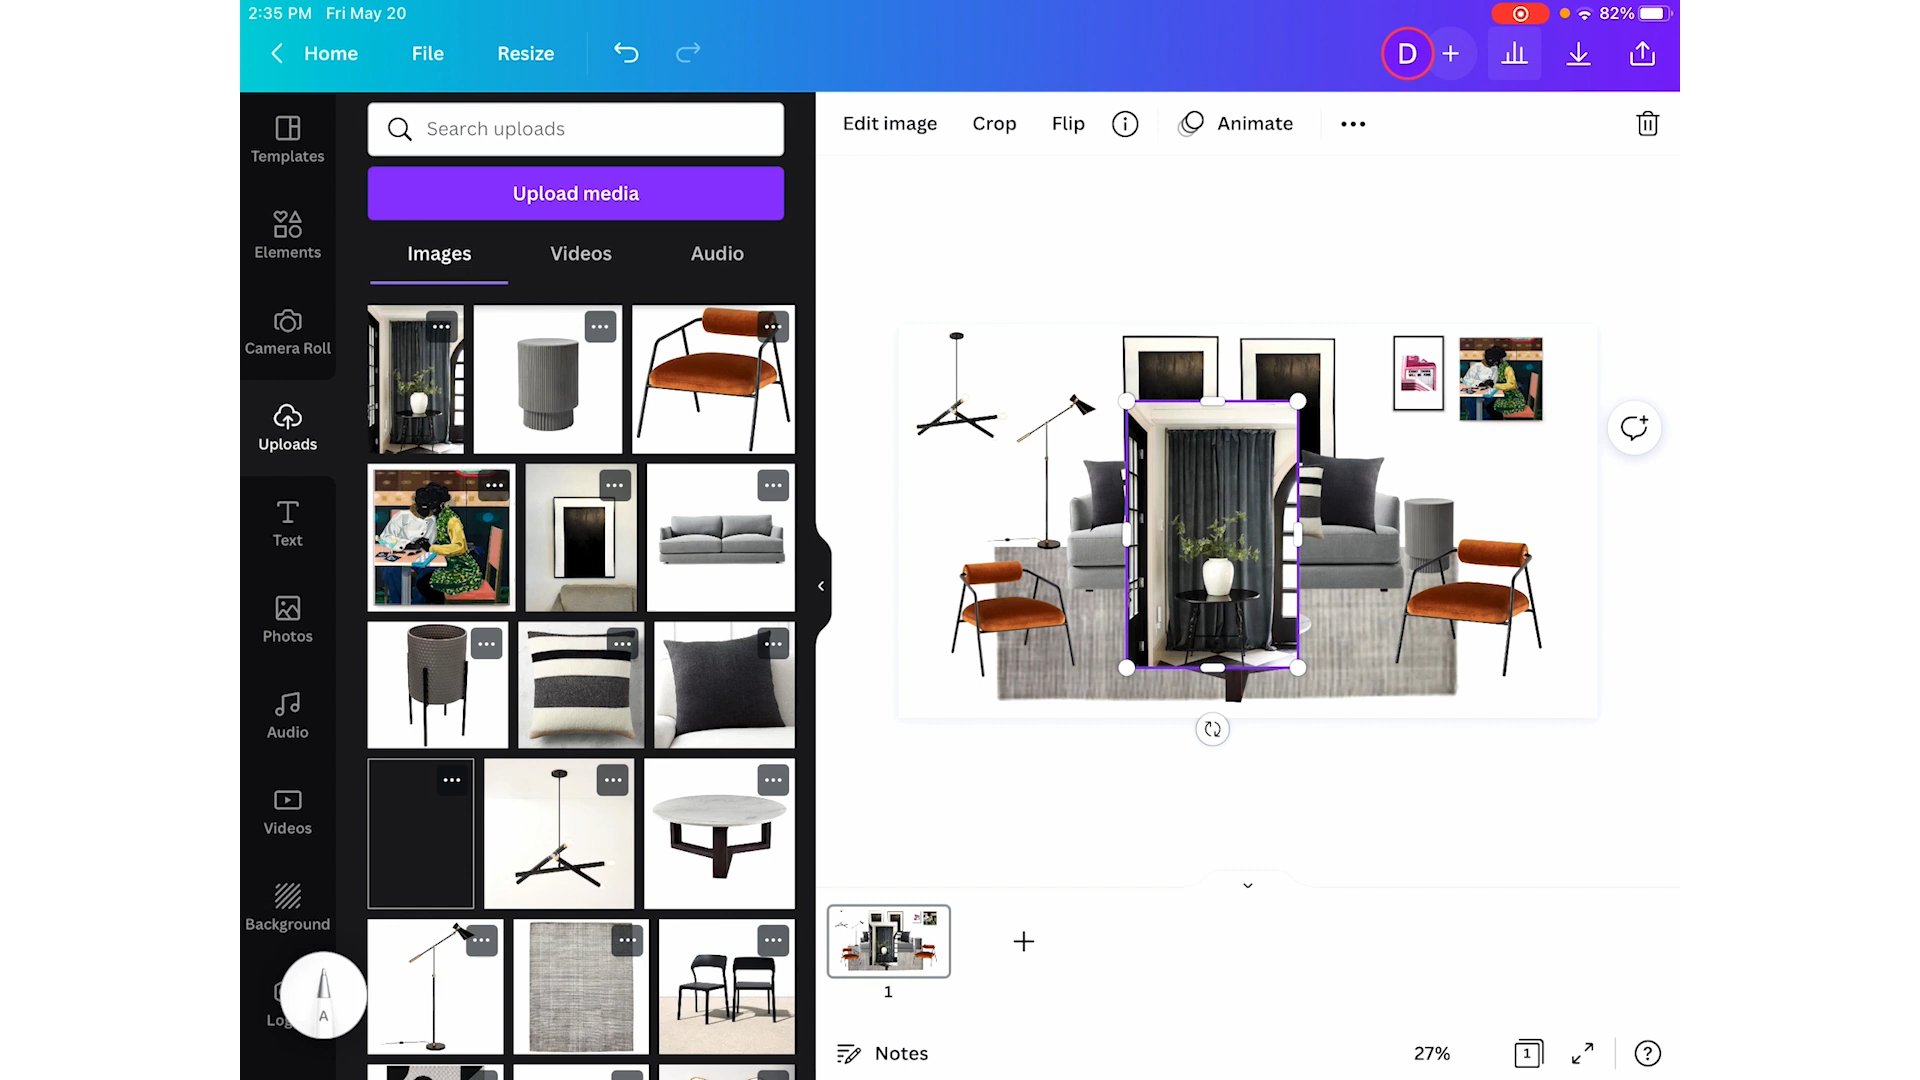 2:35 PM Fri May 20
82%
Home File Resize
D
Templates
Elements
Camera Roll
Uploads
Text
Photos
Audio
Videos
Background
A
Search uploads
Upload media
Images Videos Audio
Edit image Crop Flip Animate
1
Notes
27%
1
?